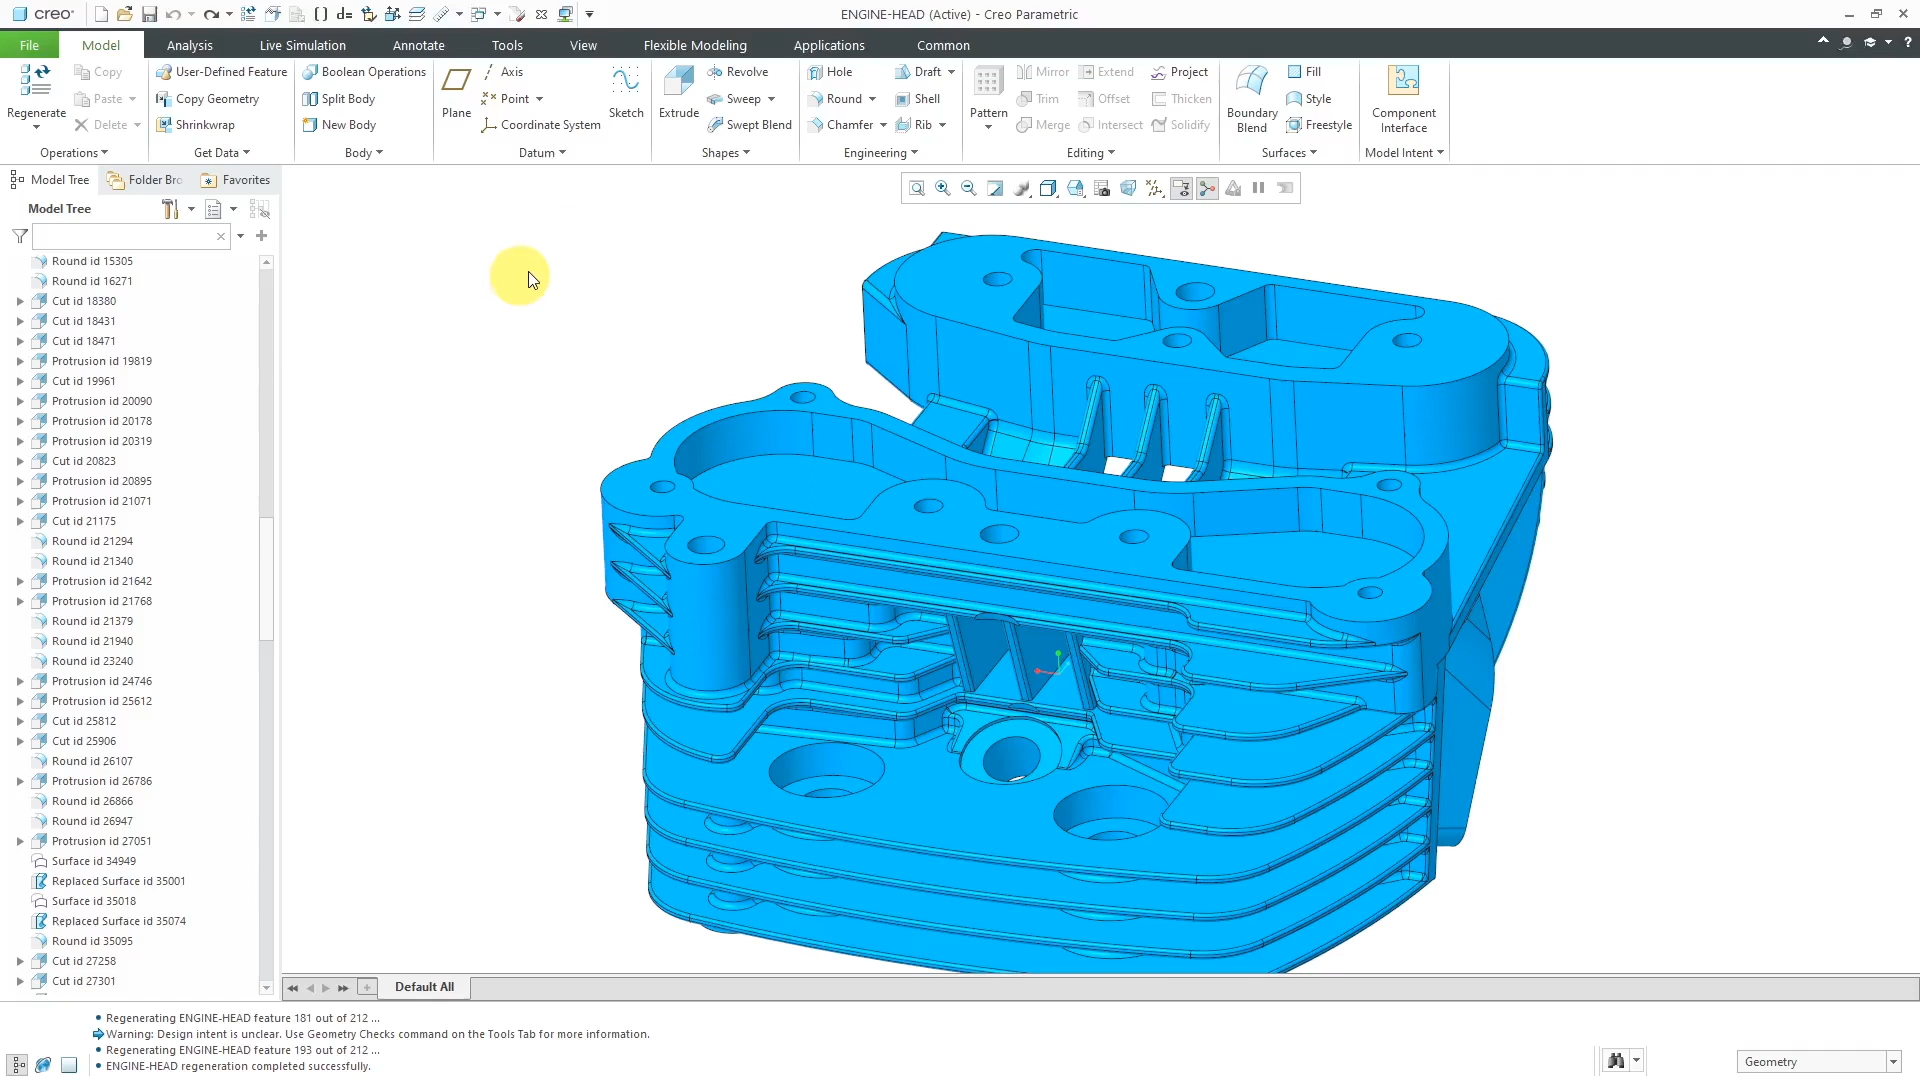 creo
d=
ENGINE-HEAD (Active) - Creo Parametric
File
Model
Analysis
Live Simulation
Annotate
Tools
View
Flexible Modeling
Applications
Common
?
Regenerate
Copy
Paste
Delete
Operations
User-Defined Feature
Copy Geometry
Shrinkwrap
Get Data
Boolean Operations
Split Body
New Body
Body
Plane
Axis
Point
Coordinate System
Sketch
Datum
Extrude
Revolve
Sweep
Swept Blend
Shapes
Hole
Round
Chamfer
Draft
Shell
Rib
Engineering
Pattern
Mirror
Trim
Merge
Extend
Offset
Intersect
Project
Thicken
Solidify
Editing
Boundary
Blend
Fill
Style
Freestyle
Surfaces
Component
Interface
Model Intent
Model Tree
Folder Bro
Favorites
Model Tree
Round id 15305
Round id 16271
Cut id 18380
Cut id 18431
Cut id 18471
Protrusion id 19819
Cut id 19961
Protrusion id 20090
Protrusion id 20178
Protrusion id 20319
Cut id 20823
Protrusion id 20895
Protrusion id 21071
Cut id 21175
Round id 21294
Round id 21340
Protrusion id 21642
Protrusion id 21768
Round id 21379
Round id 21940
Round id 23240
Protrusion id 24746
Protrusion id 25612
Cut id 25812
Cut id 25906
Round id 26107
Protrusion id 26786
Round id 26866
Round id 26947
Protrusion id 27051
Surface id 34949
Replaced Surface id 35001
Surface id 35018
Replaced Surface id 35074
Round id 35095
Cut id 27258
Cut id 27301
Default All
• Regenerating ENGINE-HEAD feature 181 out of 212 ...
Warning: Design intent is unclear. Use Geometry Checks command on the Tools Tab for more information.
• Regenerating ENGINE-HEAD feature 193 out of 212 ...
• ENGINE-HEAD regeneration completed successfully.
Geometry